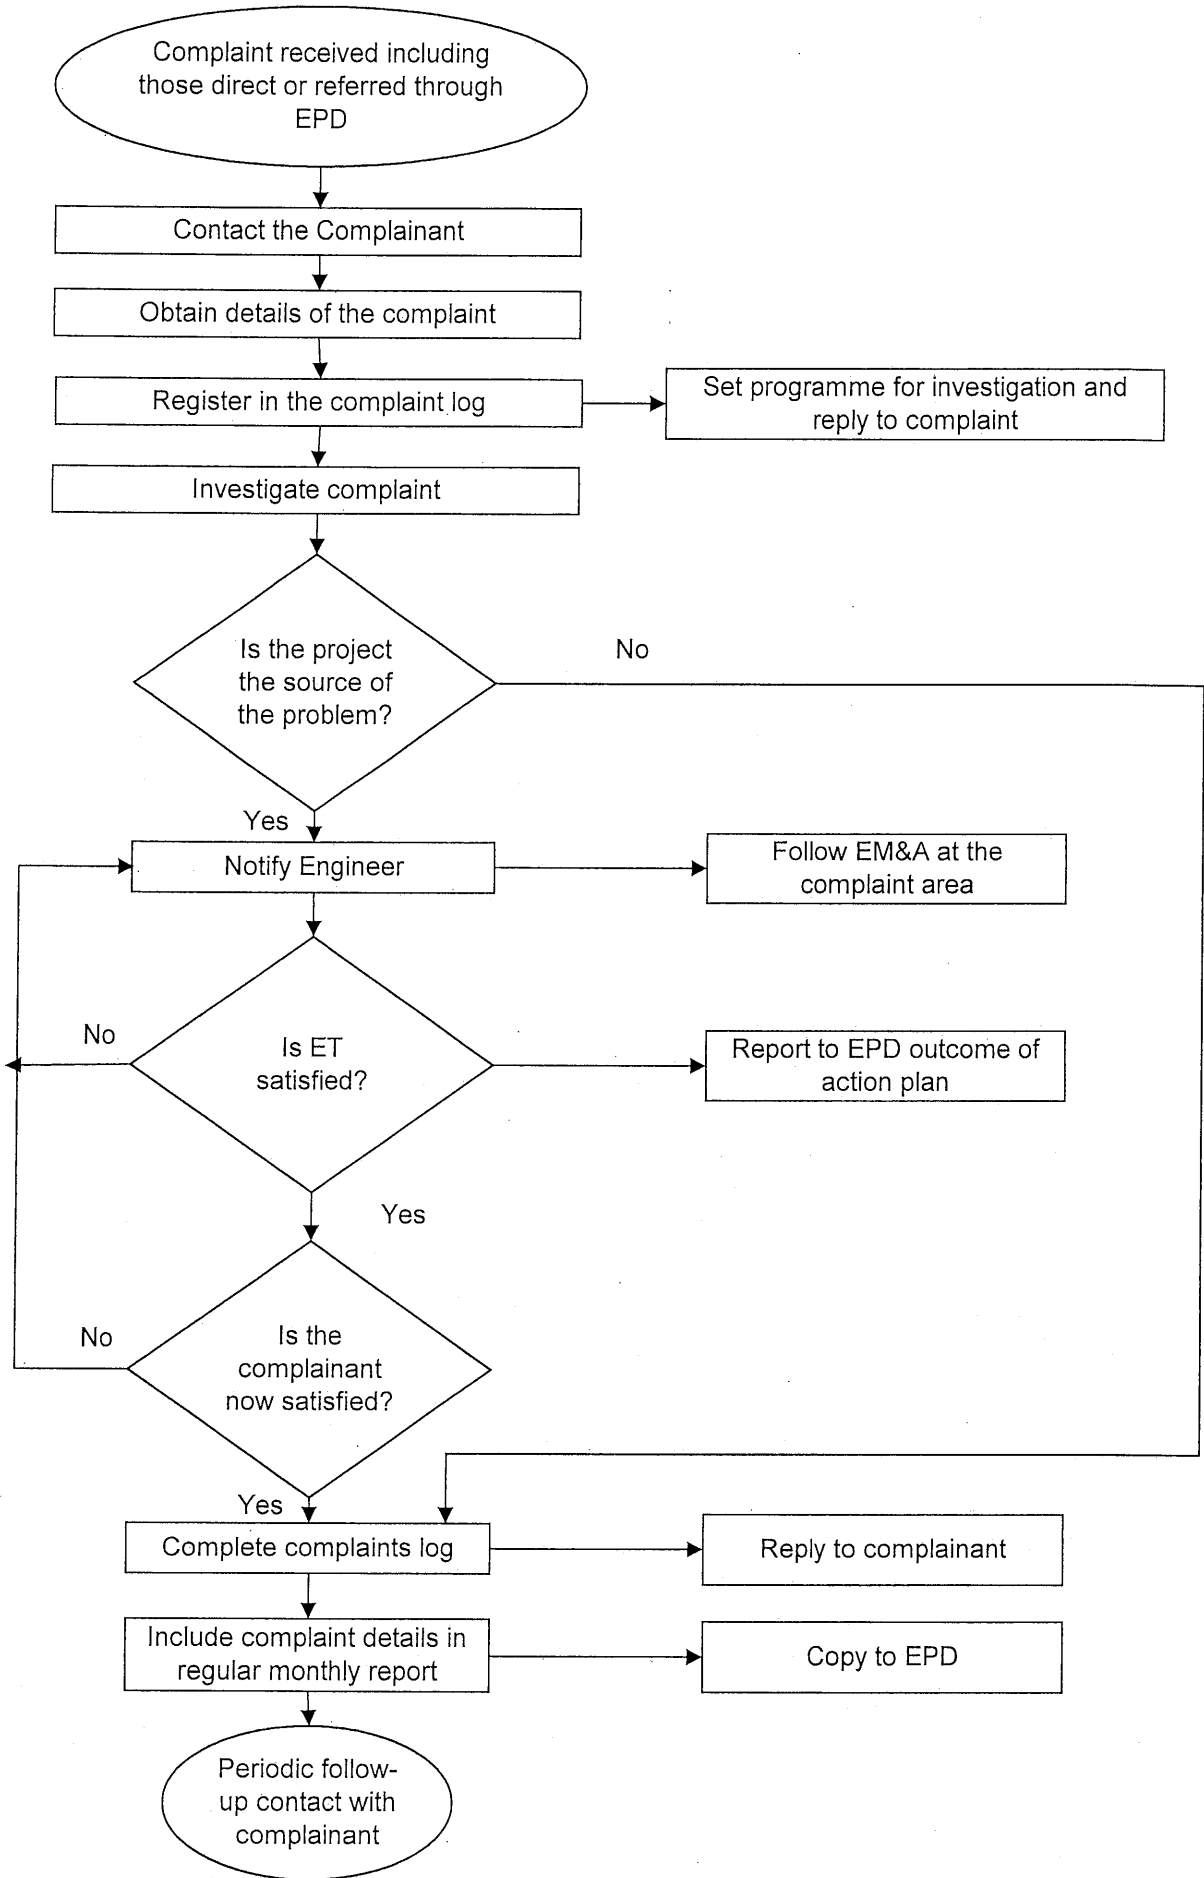 Complaint received including
those direct or referred through
EPD
Contact the Complainant
Obtain details of the complaint
Register in the complaint log
Set programme for investigation and
reply to complaint
Investigate complaint
Is the project
the source of
the problem?
No
Yes
Notify Engineer
Follow EM&A at the
complaint area
No
Is ET
satisfied?
Report to EPD outcome of
action plan
Yes
No
Is the
complainant
now satisfied?
Yes
Complete complaints log
Reply to complainant
Include complaint details in
regular monthly report
Copy to EPD
Periodic follow-
up contact with
complainant